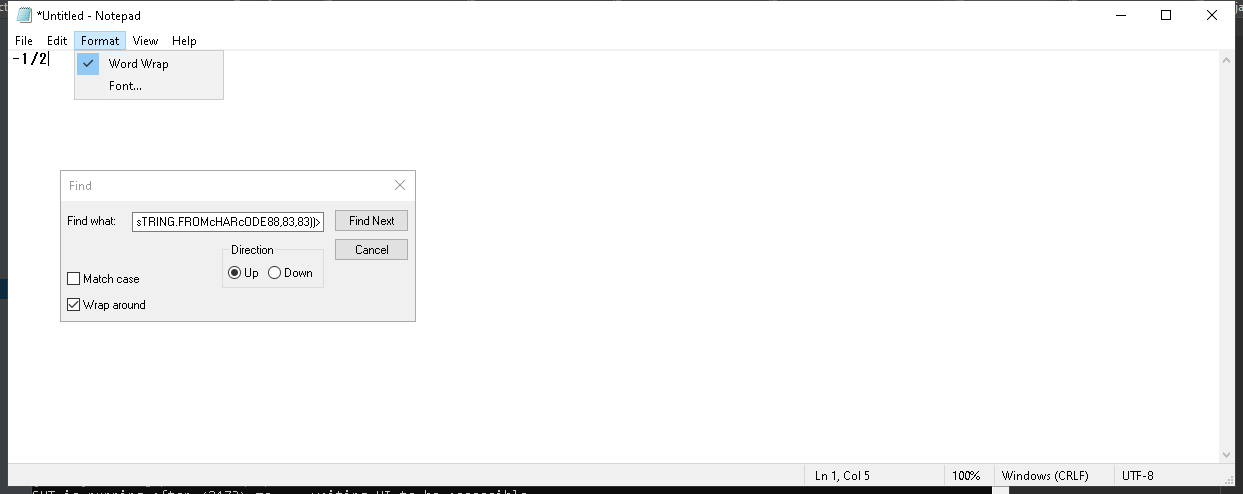 *Untitled - Notepad
File Edit Format View Help
-1/2
Word Wrap
Font...
Find
Find what: sTRING.FROMcHARcODE88,83,83))> Find Next
Direction Cancel
Up Down
Match case
Wrap around
Ln 1, Col 5 100% Windows (CRLF) UTF-8